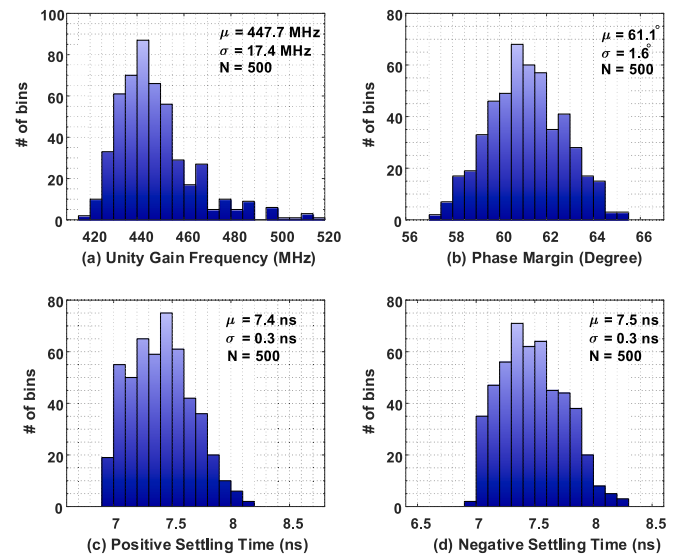 100
80
60
40
20
0
# of bins
μ = 447.7 MHz
σ = 17.4 MHz
N = 500
420 440 460 480 500 520
(a) Unity Gain Frequency (MHz)
80
60
40
20
0
# of bins
μ = 61.1°
σ = 1.6°
N = 500
56 58 60 62 64 66
(b) Phase Margin (Degree)
80
60
40
20
0
# of bins
μ = 7.4 ns
σ = 0.3 ns
N = 500
7 7.5 8 8.5
(c) Positive Settling Time (ns)
80
60
40
20
0
# of bins
μ = 7.5 ns
σ = 0.3 ns
N = 500
6.5 7 7.5 8 8.5
(d) Negative Settling Time (ns)